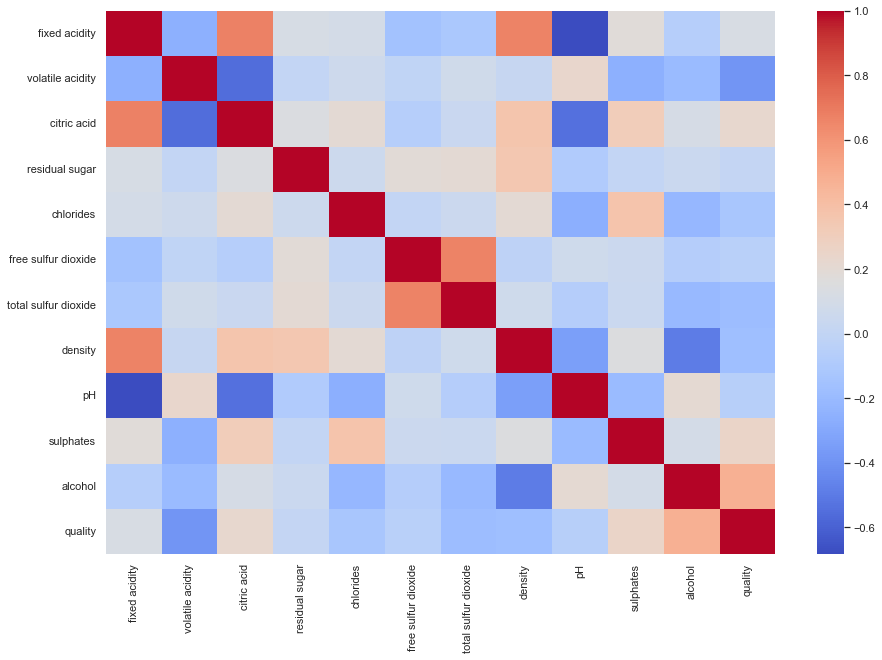 fixed acidity
volatile acidity
citric acid
residual sugar
chlorides
free sulfur dioxide
total sulfur dioxide
density
pH
sulphates
alcohol
quality
fixed acidity
volatile acidity
citric acid
residual sugar
chlorides
free sulfur dioxide
total sulfur dioxide
density
pH
sulphates
alcohol
quality
1.0
0.8
0.6
0.4
0.2
0.0
−0.2
−0.4
−0.6